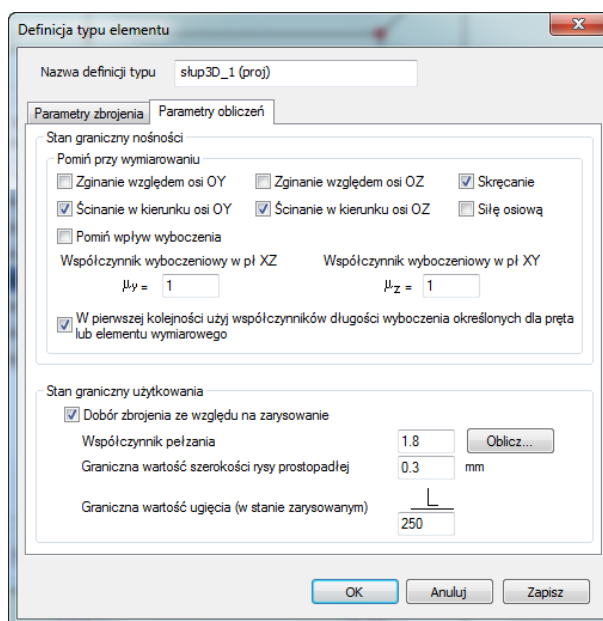 Definicja typu elementu
Nazwa definicji typu słup3D_1 (proj)
Parametry zbrojenia Parametry obliczeń
Stan graniczny nośności
Pomiń przy wymiarowaniu
Zginanie względem osi OY Zginanie względem osi OZ Skręcanie
Ścinanie w kierunku osi OY Ścinanie w kierunku osi OZ Siłę osiową
Pomiń wpływ wyboczenia
Współczynnik wyboczeniowy w pł XZ Współczynnik wyboczeniowy w pł XY
μy = 1 μz = 1
W pierwszej kolejności użyj współczynników długości wyboczenia określonych dla pręta
lub elementu wymiarowego
Stan graniczny użytkowania
Dobór zbrojenia ze względu na zarysowanie
Współczynnik pełzania 1.8 Oblicz...
Graniczna wartość szerokości rysy prostopadłej 0.3 mm
L
Graniczna wartość ugięcia (w stanie zarysowanym)
250
OK Anuluj Zapisz